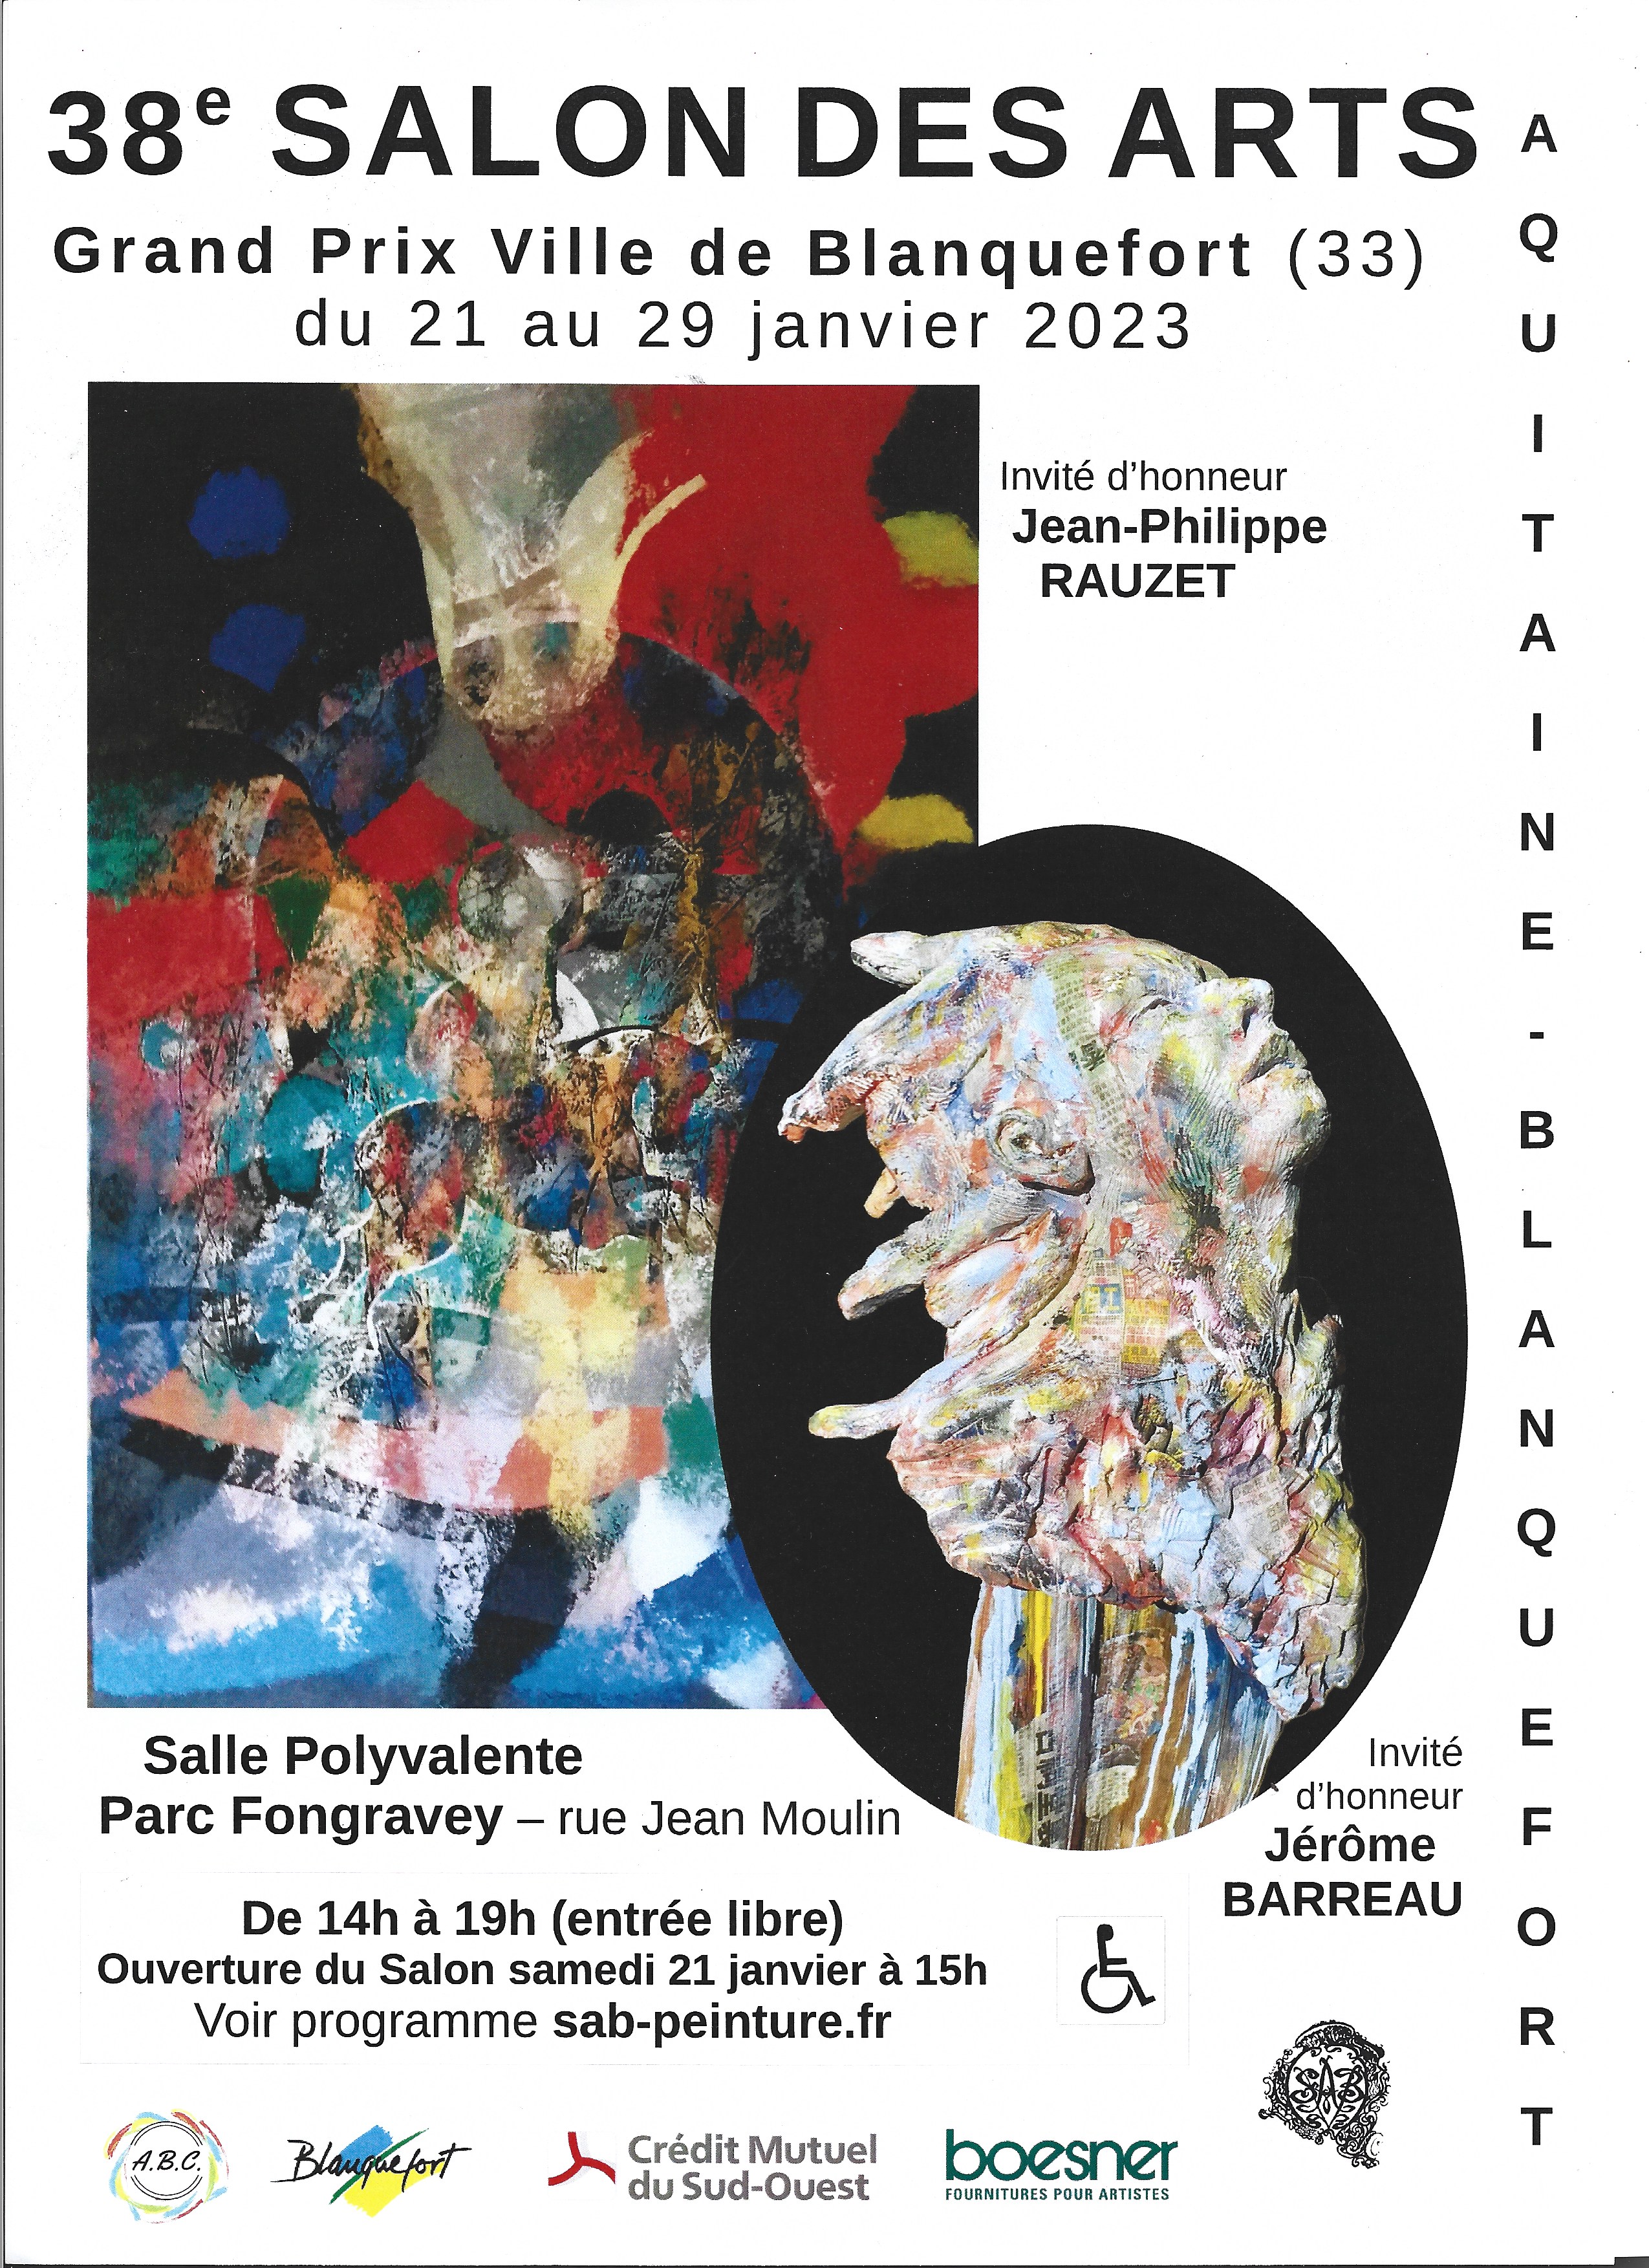 38e SALON DES ARTS
Grand Prix Ville de Blanquefort (33)
du 21 au 29 janvier 2023
AQUITAINE-BLANQUEFORT
Invité d’honneur
Jean-Philippe
RAUZET
Salle Polyvalente
Parc Fongravey – rue Jean Moulin
Invité
d’honneur
Jérôme
BARREAU
De 14h à 19h (entrée libre)
Ouverture du Salon samedi 21 janvier à 15h
Voir programme sab-peinture.fr
SAB
A.B.C.
Blanquefort
Crédit Mutuel
du Sud-Ouest
boesner
FOURNITURES POUR ARTISTES